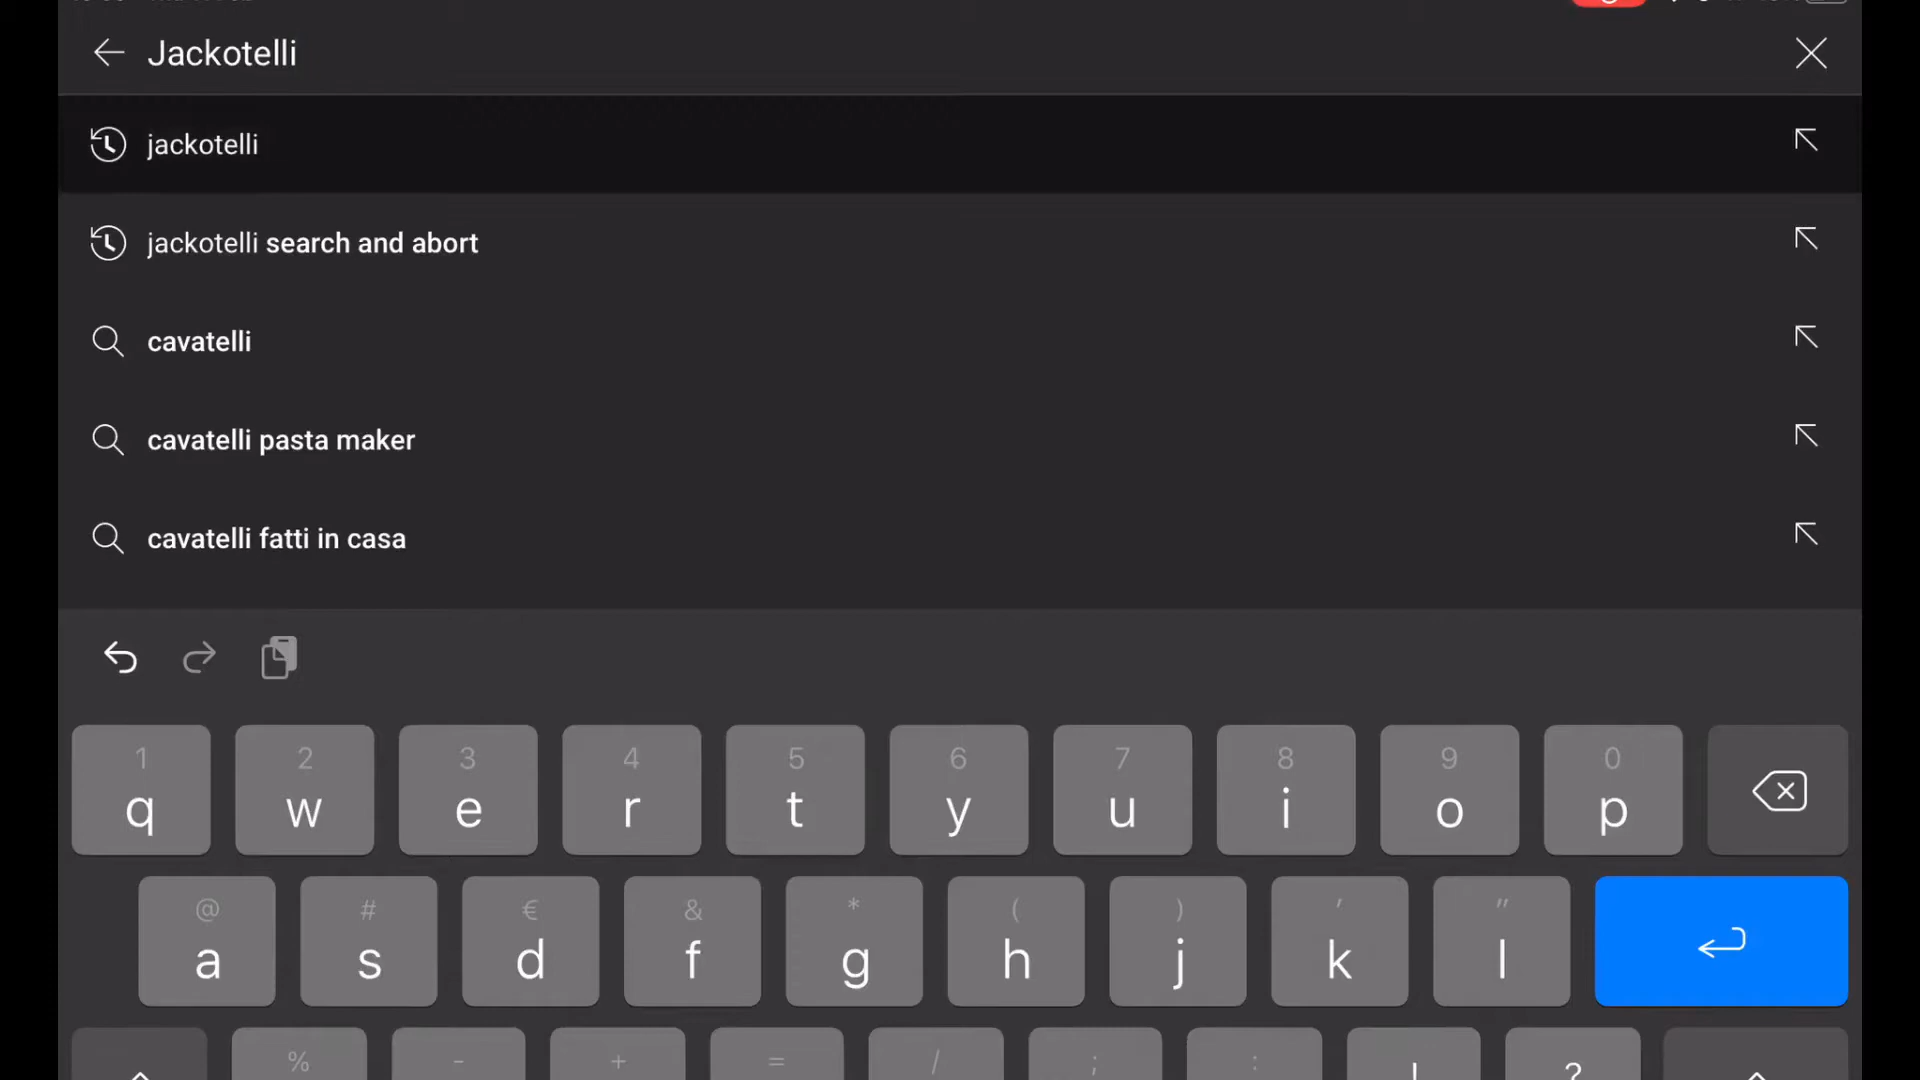 Jackotelli
jackotelli
jackotelli search and abort
cavatelli
cavatelli pasta maker
cavatelli fatti in casa
1 2 3 4 5 6 7 8 9 0
q w e r t y u i o p
@ # € & * ( ) ' "
a s d f g h j k l
% - + = / ; : ! ?